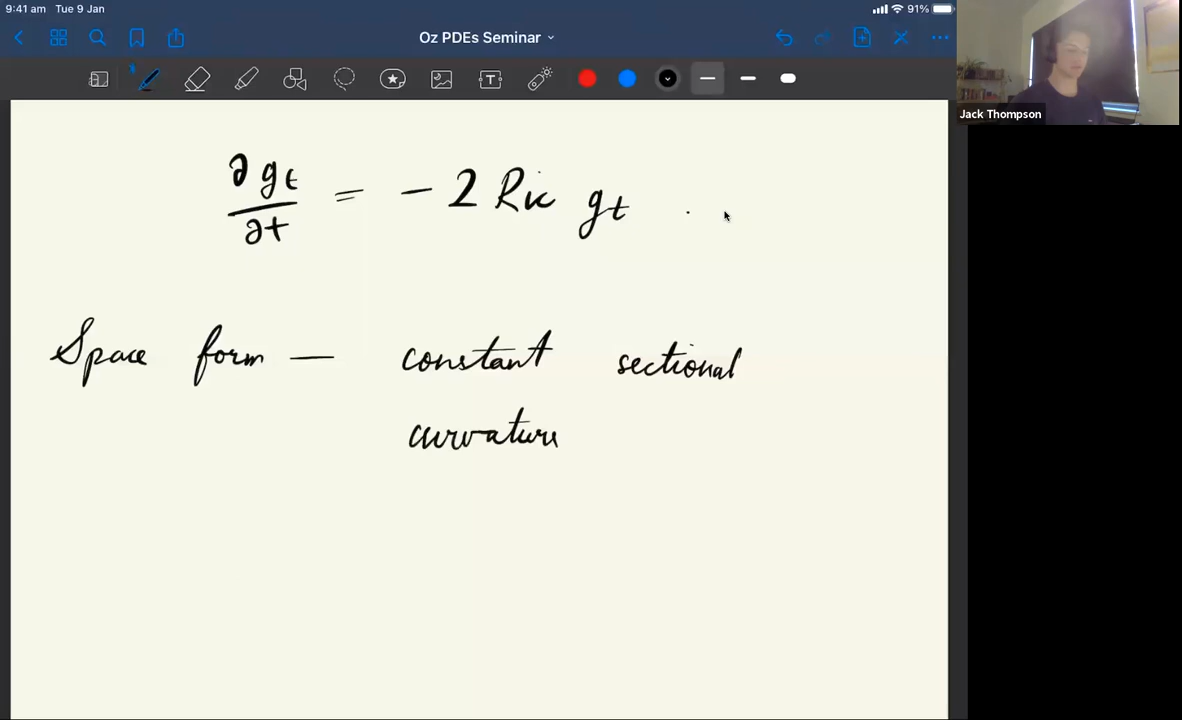 9:41 am Tue 9 Jan
91%
Oz PDEs Seminar
Jack Thompson
∂g_t/∂t = -2 Ric g_t .
Space form — constant sectional
curvature